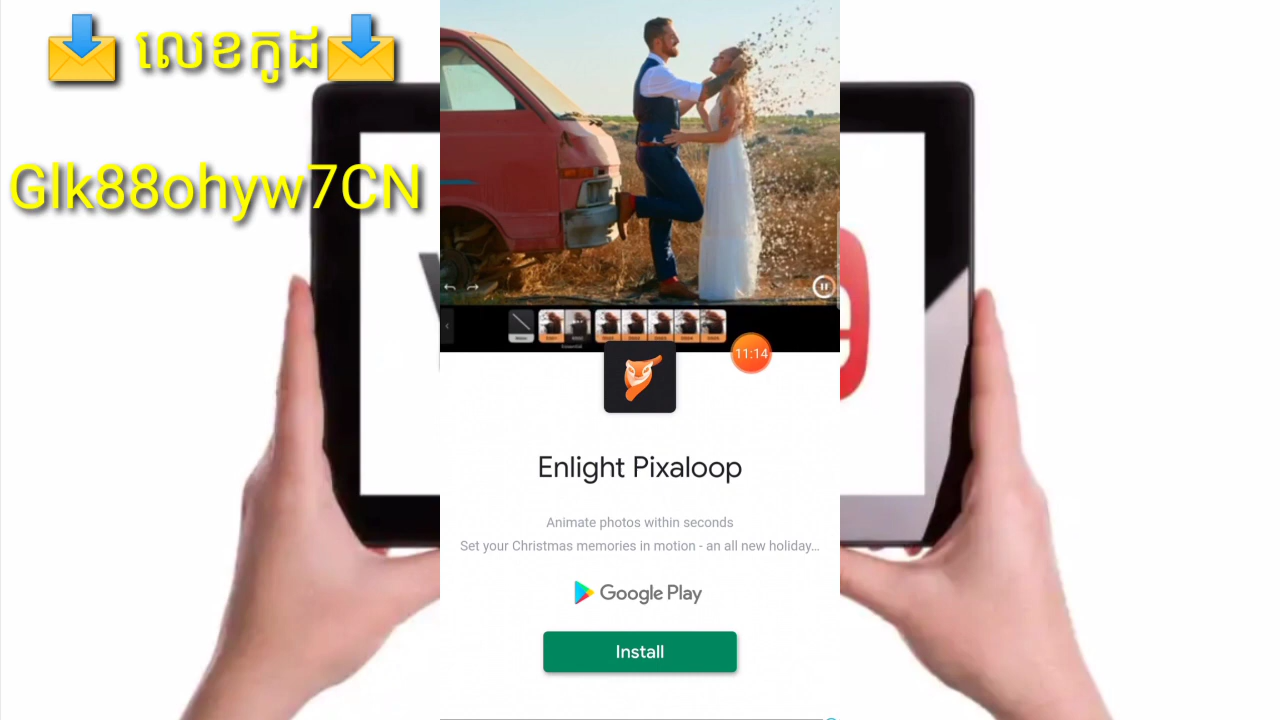 លេខកូដ
Glk88ohyw7CN
11:14
Enlight Pixaloop
Animate photos within seconds
Set your Christmas memories in motion - an all new holiday...
Google Play
Install